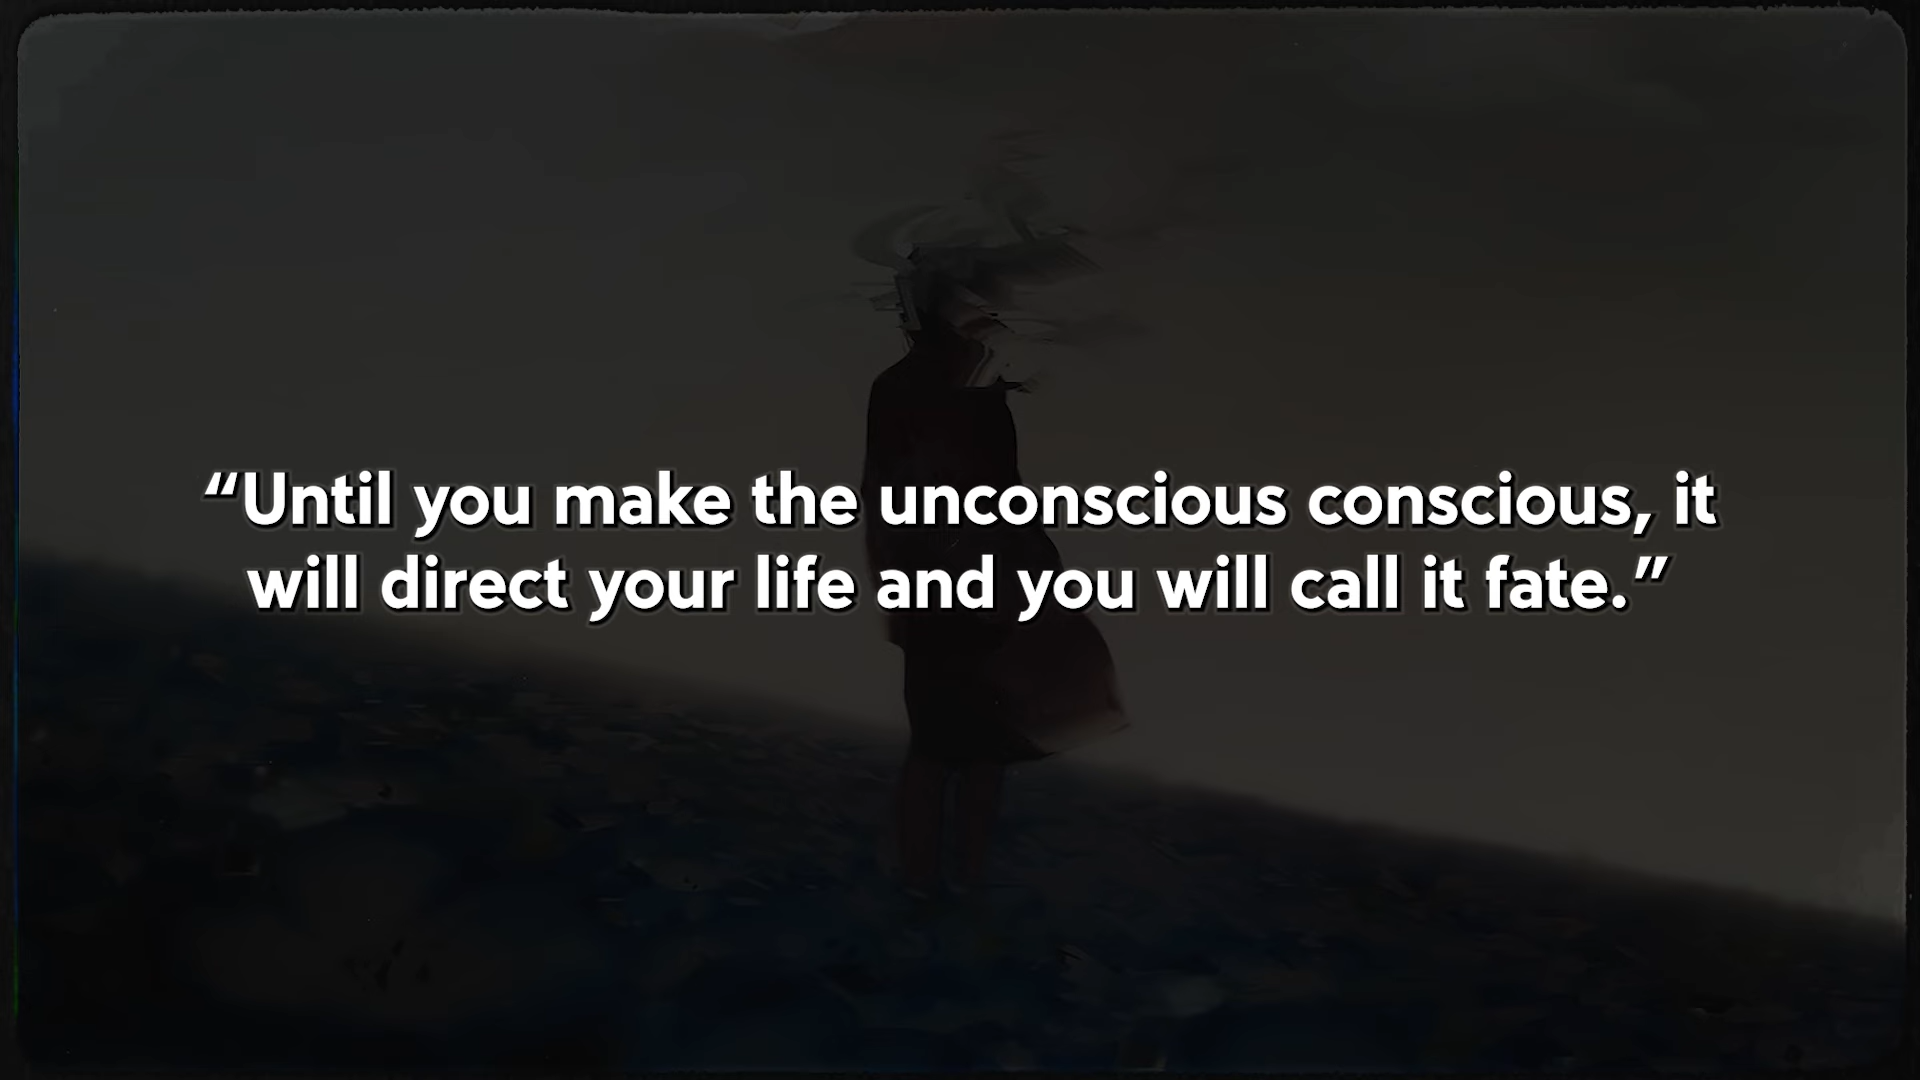 “Until you make the unconscious conscious, it
will direct your life and you will call it fate.”